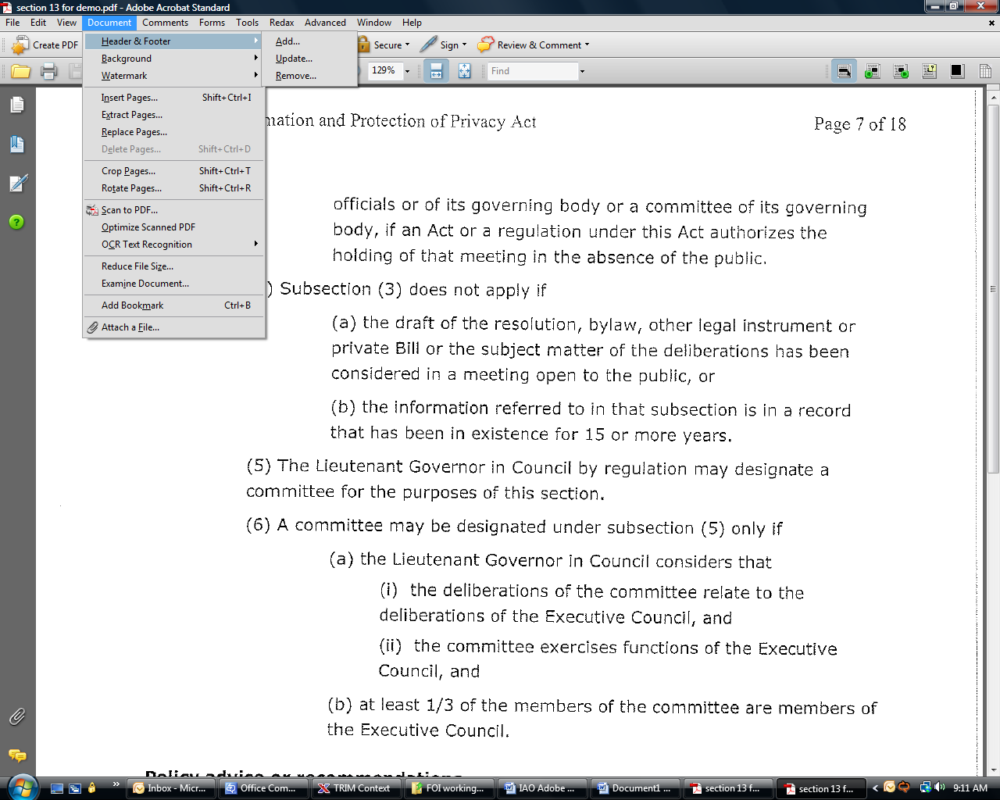 section 13 for demo.pdf - Adobe Acrobat Standard
File Edit View Document Comments Forms Tools Redax Advanced Window Help
Create PDF Secure Sign Review & Comment
129% Find
Header & Footer
Background
Watermark
Insert Pages... Shift+Ctrl+I
Extract Pages...
Replace Pages...
Delete Pages... Shift+Ctrl+D
Crop Pages... Shift+Ctrl+T
Rotate Pages... Shift+Ctrl+R
Scan to PDF...
Optimize Scanned PDF
OCR Text Recognition
Reduce File Size...
Examine Document...
Add Bookmark Ctrl+B
Attach a File...
Add...
Update...
Remove...
mation and Protection of Privacy Act Page 7 of 18
officials or of its governing body or a committee of its governing
body, if an Act or a regulation under this Act authorizes the
holding of that meeting in the absence of the public.
) Subsection (3) does not apply if
(a) the draft of the resolution, bylaw, other legal instrument or
private Bill or the subject matter of the deliberations has been
considered in a meeting open to the public, or
(b) the information referred to in that subsection is in a record
that has been in existence for 15 or more years.
(5) The Lieutenant Governor in Council by regulation may designate a
committee for the purposes of this section.
(6) A committee may be designated under subsection (5) only if
(a) the Lieutenant Governor in Council considers that
(i) the deliberations of the committee relate to the
deliberations of the Executive Council, and
(ii) the committee exercises functions of the Executive
Council, and
(b) at least 1/3 of the members of the committee are members of
the Executive Council.
Policy advice or recommendations
Inbox - Micr... Office Com... TRIM Context FOI working... IAO Adobe ... Document1 ... section 13 f... section 13 f... 9:11 AM